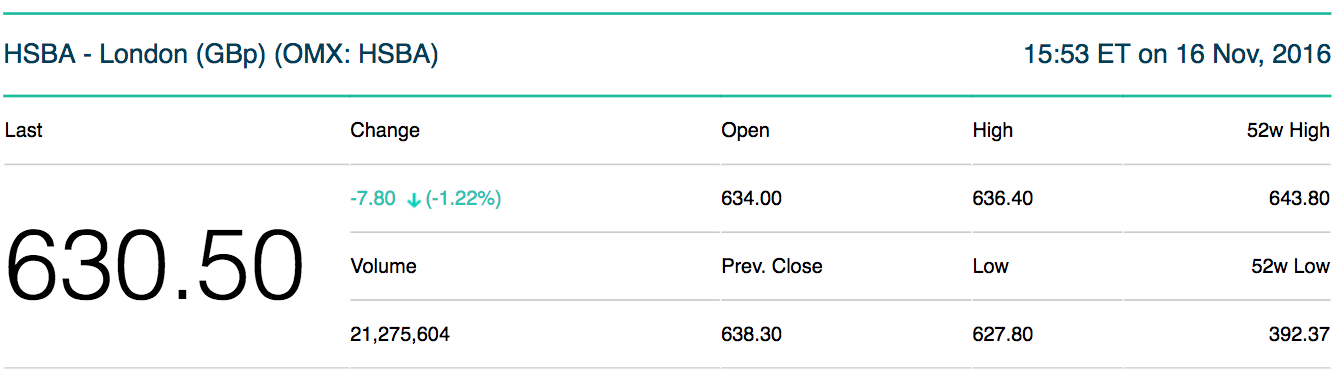 HSBA - London (GBp) (OMX: HSBA) 15:53 ET on 16 Nov, 2016
Last Change Open High 52w High
-7.80 ↓ (-1.22%) 634.00 636.40 643.80
630.50
Volume Prev. Close Low 52w Low
21,275,604 638.30 627.80 392.37